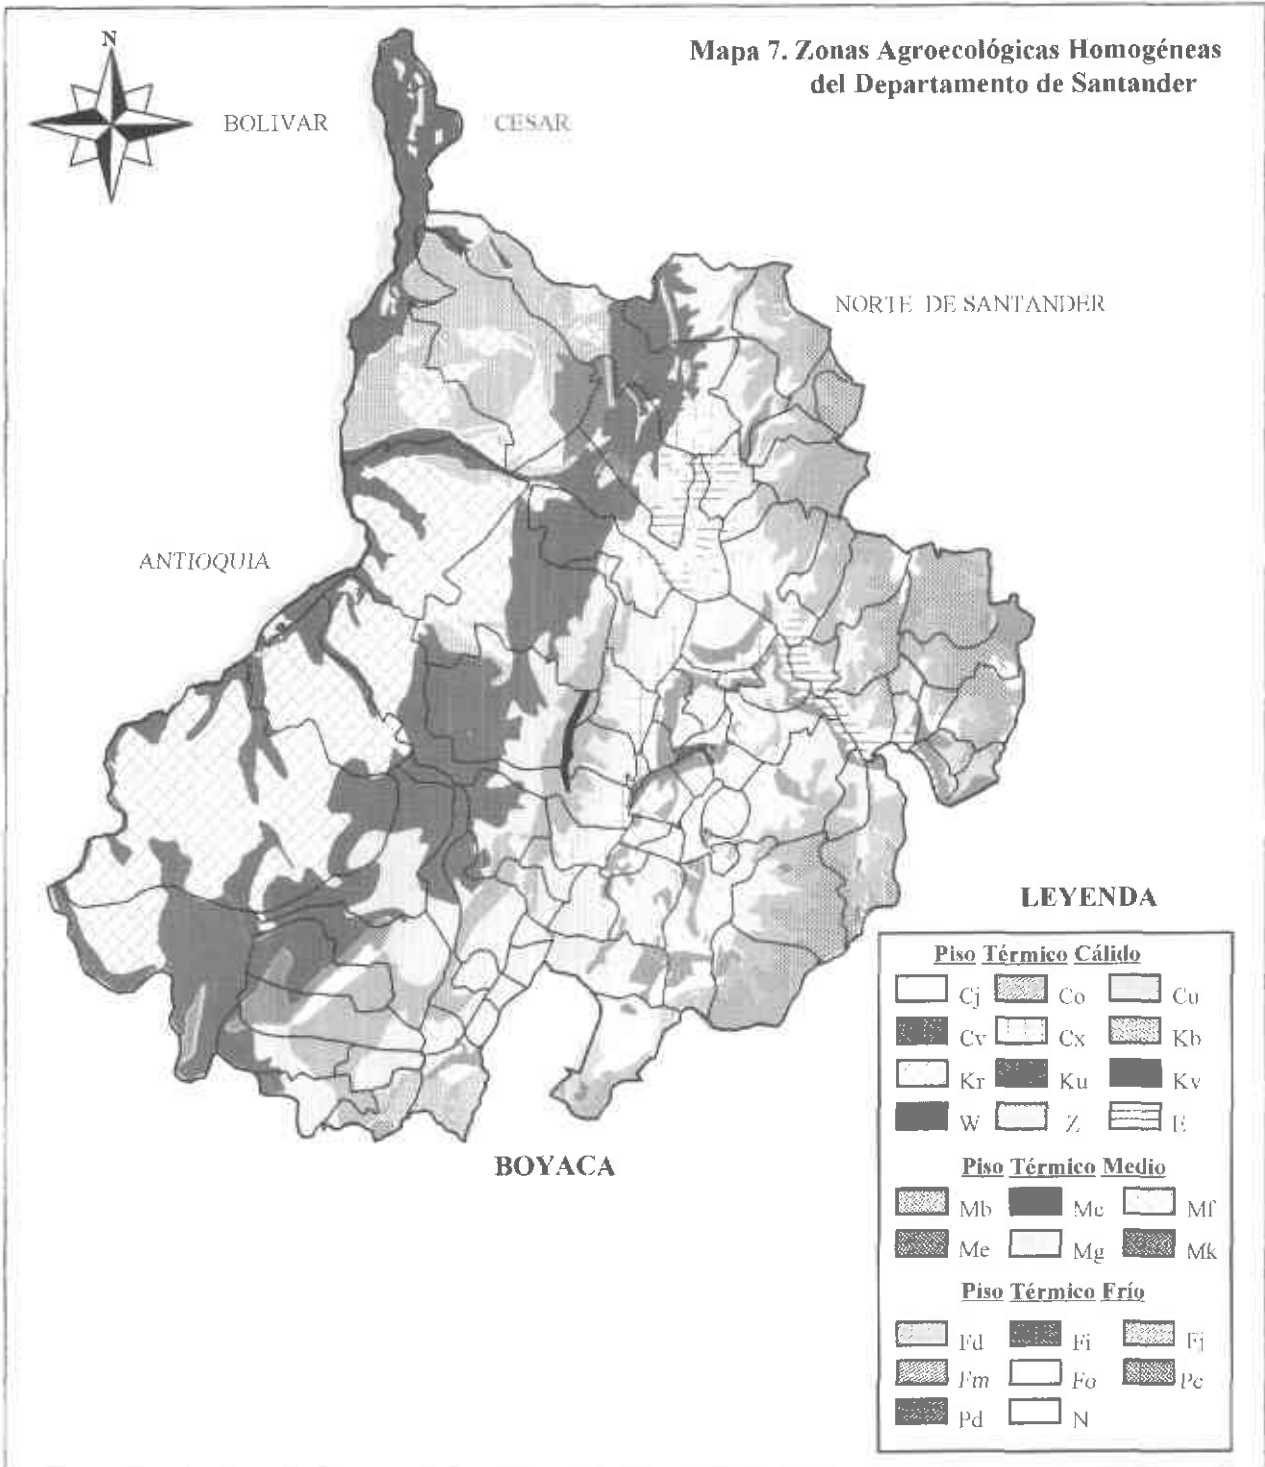 Mapa 7. Zonas Agroecológicas Homogéneas
del Departamento de Santander
N
BOLIVAR
CESAR
NORTE DE SANTANDER
ANTIOQUIA
BOYACA
LEYENDA
Piso Térmico Cálido
Cj Co Cu
Cv Cx Kb
Kr Ku Kv
W Z E
Piso Térmico Medio
Mb Mc Mf
Me Mg Mk
Piso Térmico Frío
Fd Fi Fj
Fm Fo Pc
Pd N